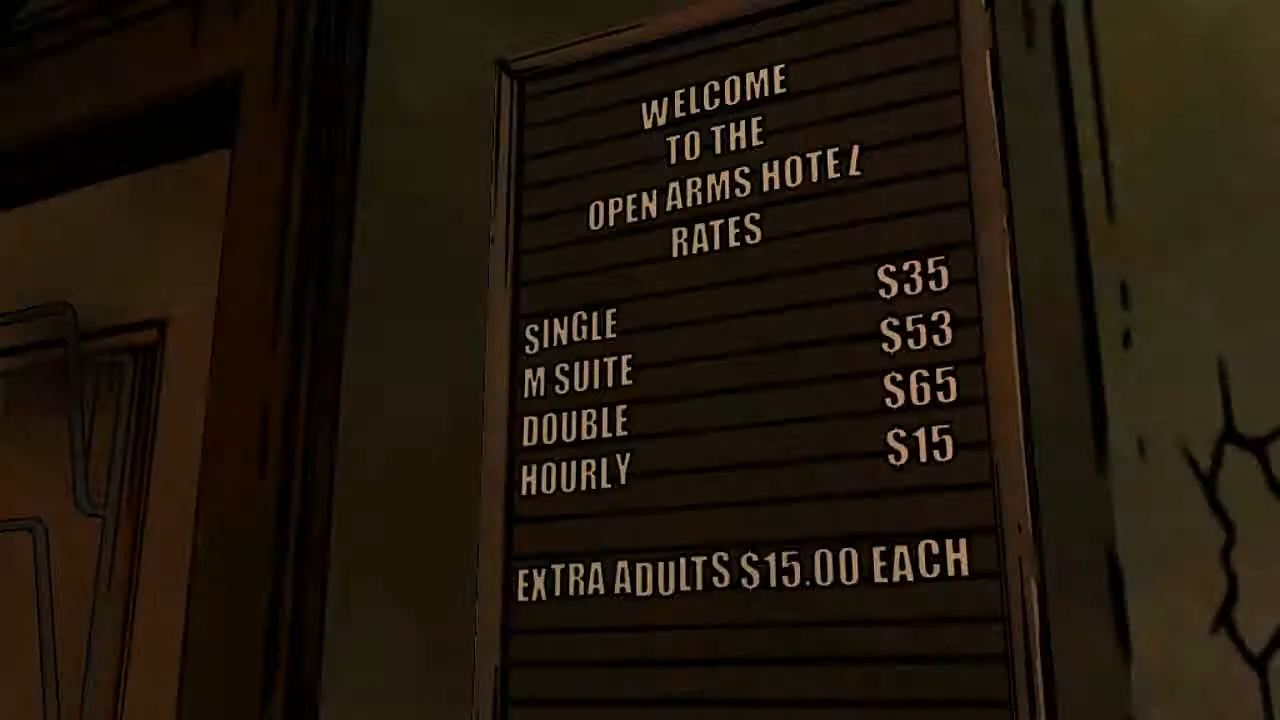 WELCOME
TO THE
OPEN ARMS HOTEL
RATES
SINGLE $35
M SUITE $53
DOUBLE $65
HOURLY $15
EXTRA ADULTS $15.00 EACH